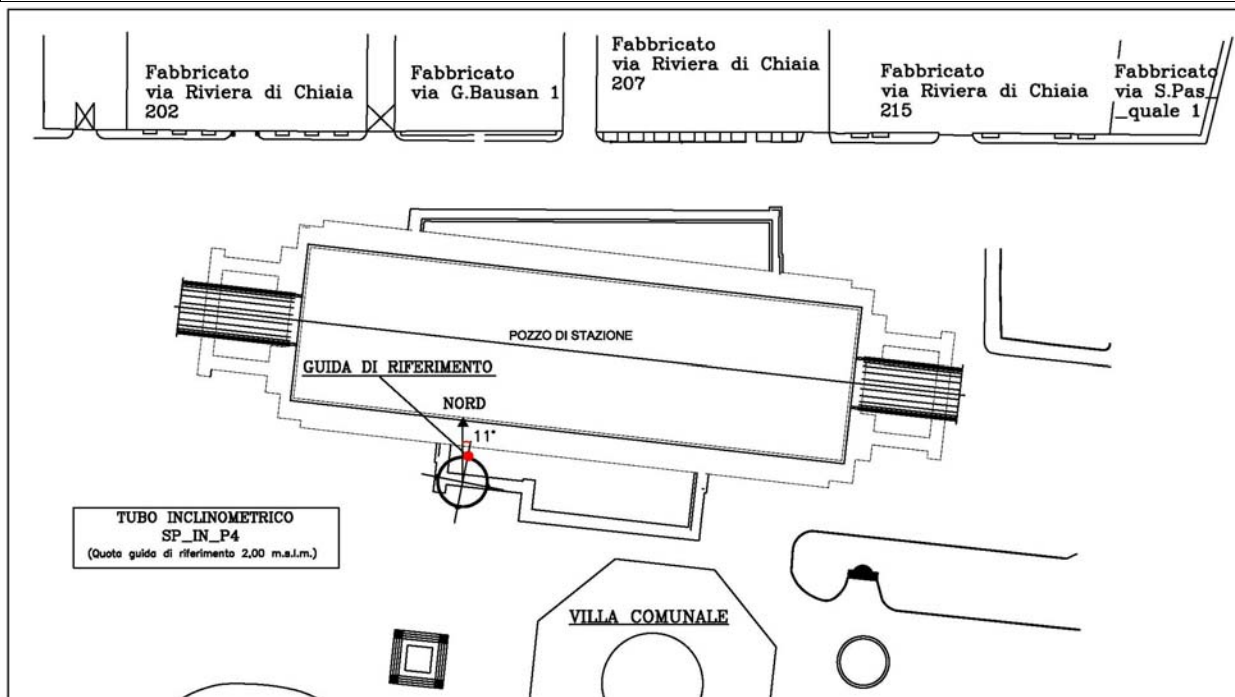 Fabbricato
via Riviera di Chiaia
202
Fabbricato
via G.Bausan 1
Fabbricato
via Riviera di Chiaia
207
Fabbricato
via Riviera di Chiaia
215
Fabbricato
via S.Pas_
_quale 1
POZZO DI STAZIONE
GUIDA DI RIFERIMENTO
NORD
11°
TUBO INCLINOMETRICO
SP_IN_P4
(Quota guida di riferimento 2,00 m.s.l.m.)
VILLA COMUNALE